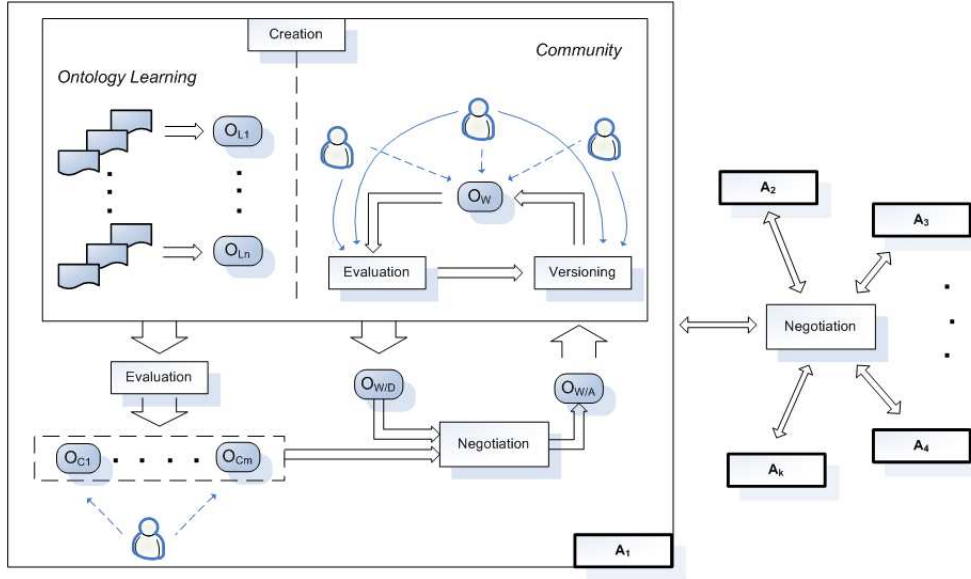 Creation
Community
Ontology Learning
O_L1
O_W
O_Ln
Evaluation
Versioning
A_2
A_3
Negotiation
Evaluation
O_W/D
O_W/A
Negotiation
O_C1
O_Cm
A_4
A_k
A_1